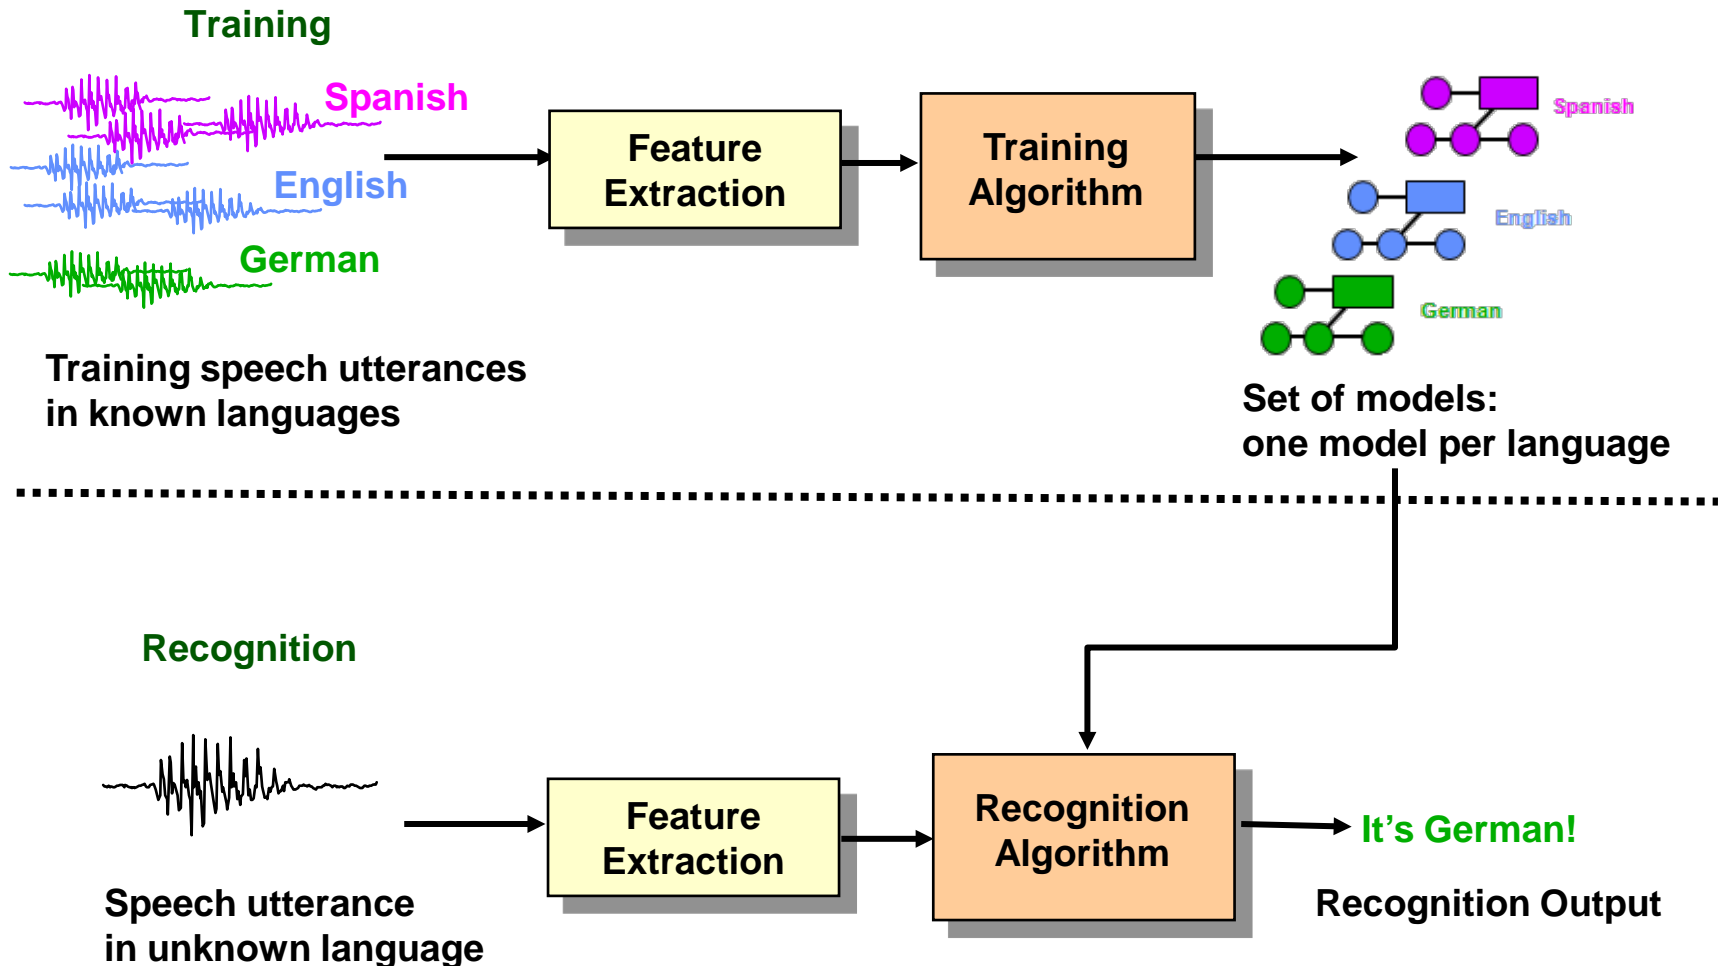 Training
Spanish
English
German
Training speech utterances
in known languages
Feature
Extraction
Training
Algorithm
Spanish
English
German
Set of models:
one model per language
Recognition
Speech utterance
in unknown language
Feature
Extraction
Recognition
Algorithm
It’s German!
Recognition Output